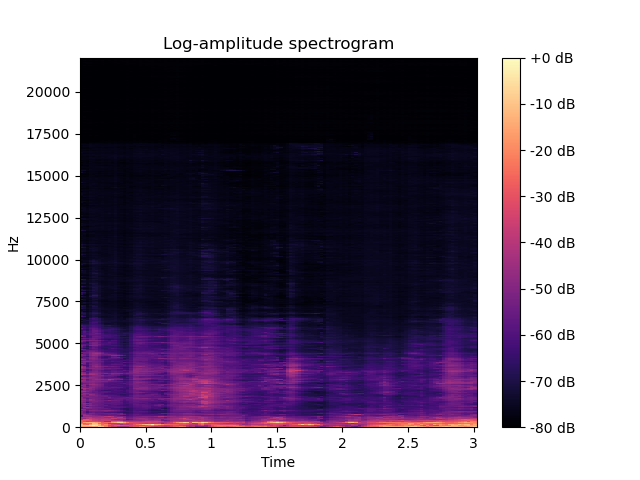 Log-amplitude spectrogram
+0 dB
20000
-10 dB
17500
-20 dB
15000
-30 dB
12500
Hz
-40 dB
10000
-50 dB
7500
-60 dB
5000
-70 dB
2500
0
-80 dB
0 0.5 1 1.5 2 2.5 3
Time